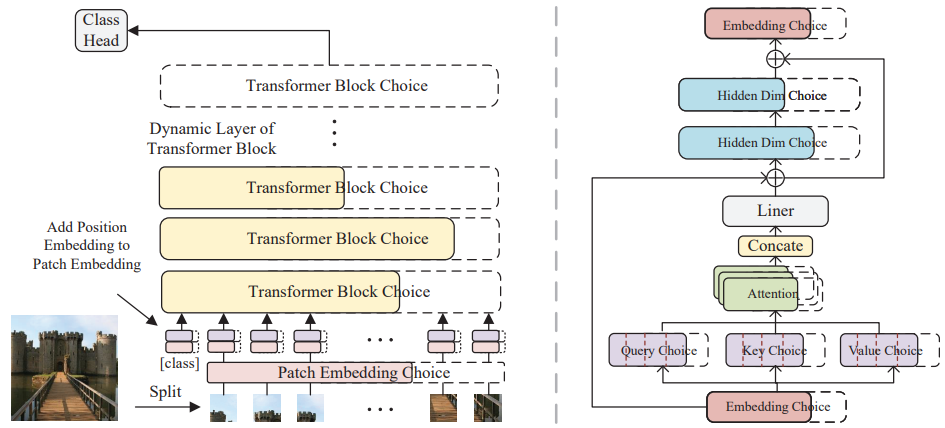 Class
Head
Transformer Block Choice
Dynamic Layer of
Transformer Block
Transformer Block Choice
Add Position
Embedding to
Patch Embedding
Transformer Block Choice
Transformer Block Choice
[class]
Patch Embedding Choice
Split
Embedding Choice
Hidden Dim Choice
Hidden Dim Choice
Liner
Concate
Attention
Query Choice
Key Choice
Value Choice
Embedding Choice